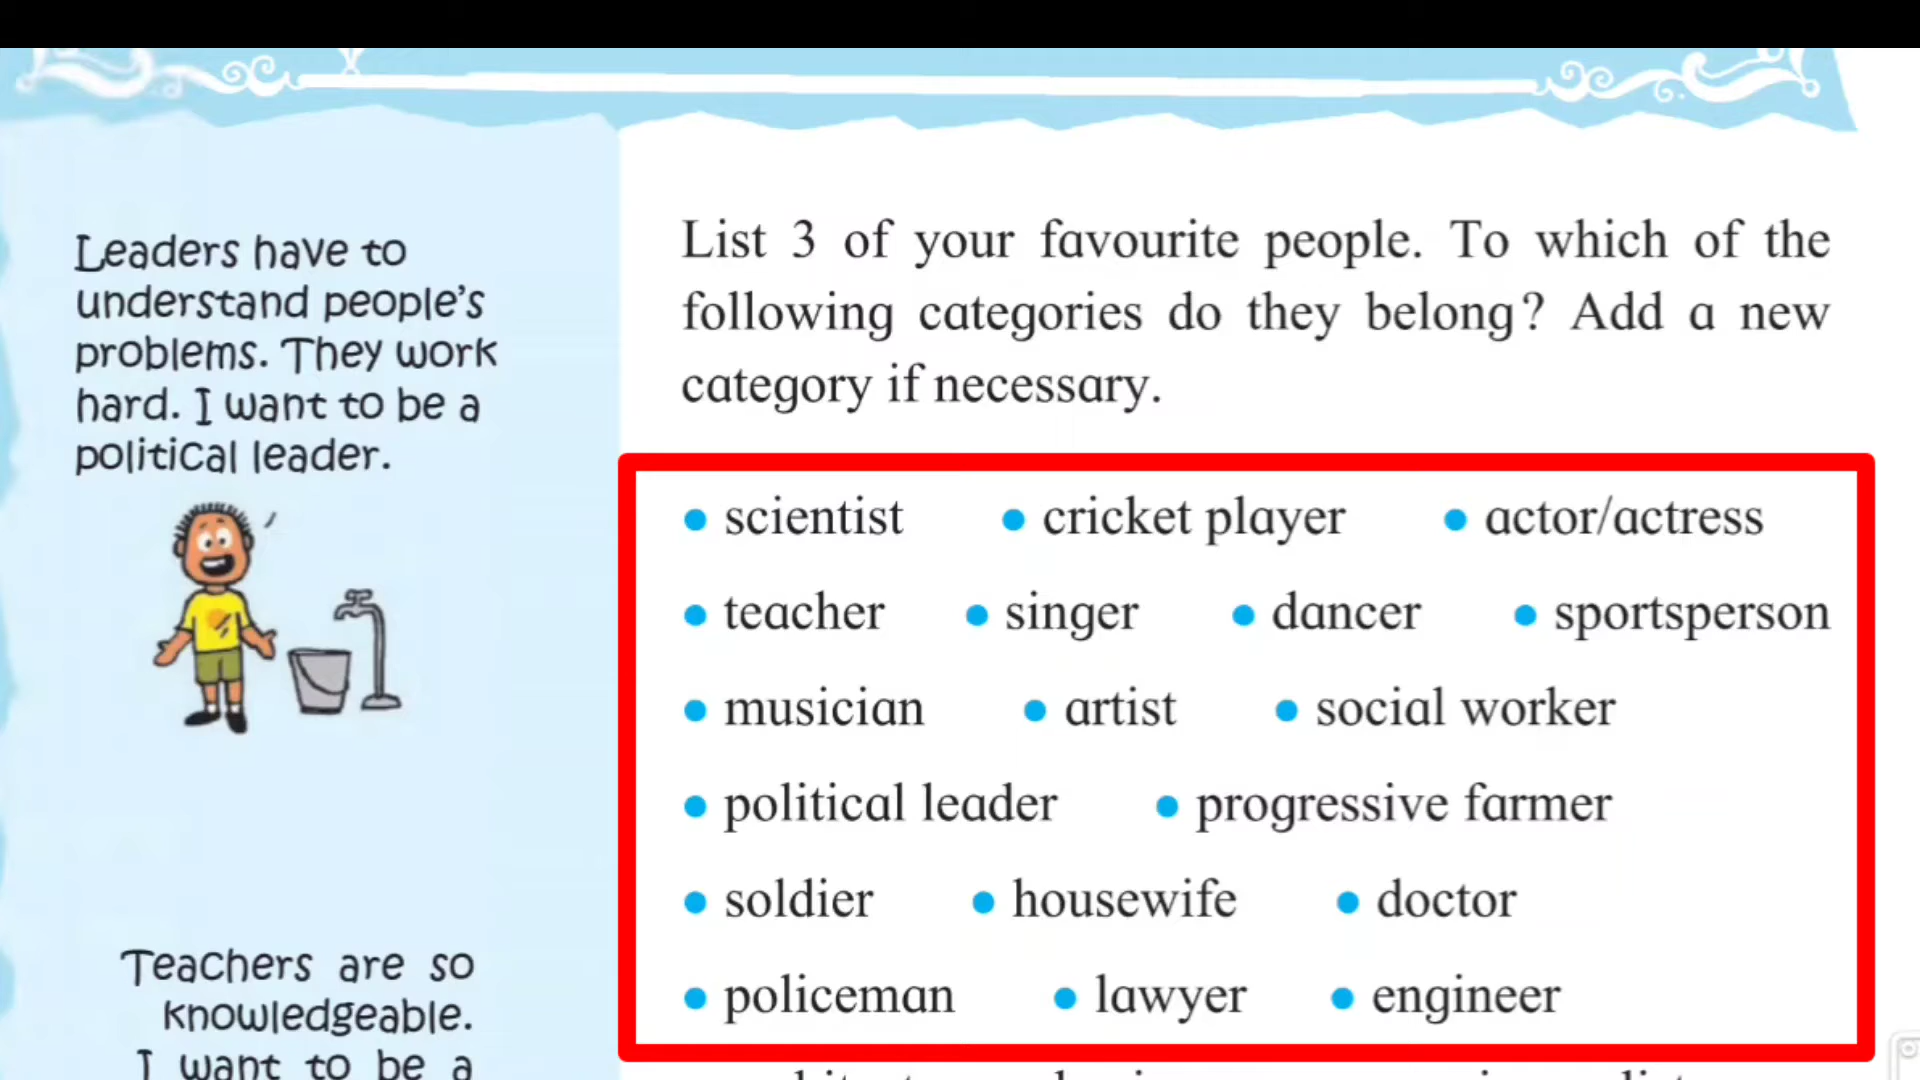 Leaders have to
understand people's
problems. They work
hard. I want to be a
political leader.
Teachers are so
knowledgeable.
I want to be a
List 3 of your favourite people. To which of the
following categories do they belong? Add a new
category if necessary.
• scientist • cricket player • actor/actress
• teacher • singer • dancer • sportsperson
• musician • artist • social worker
• political leader • progressive farmer
• soldier • housewife • doctor
• policeman • lawyer • engineer